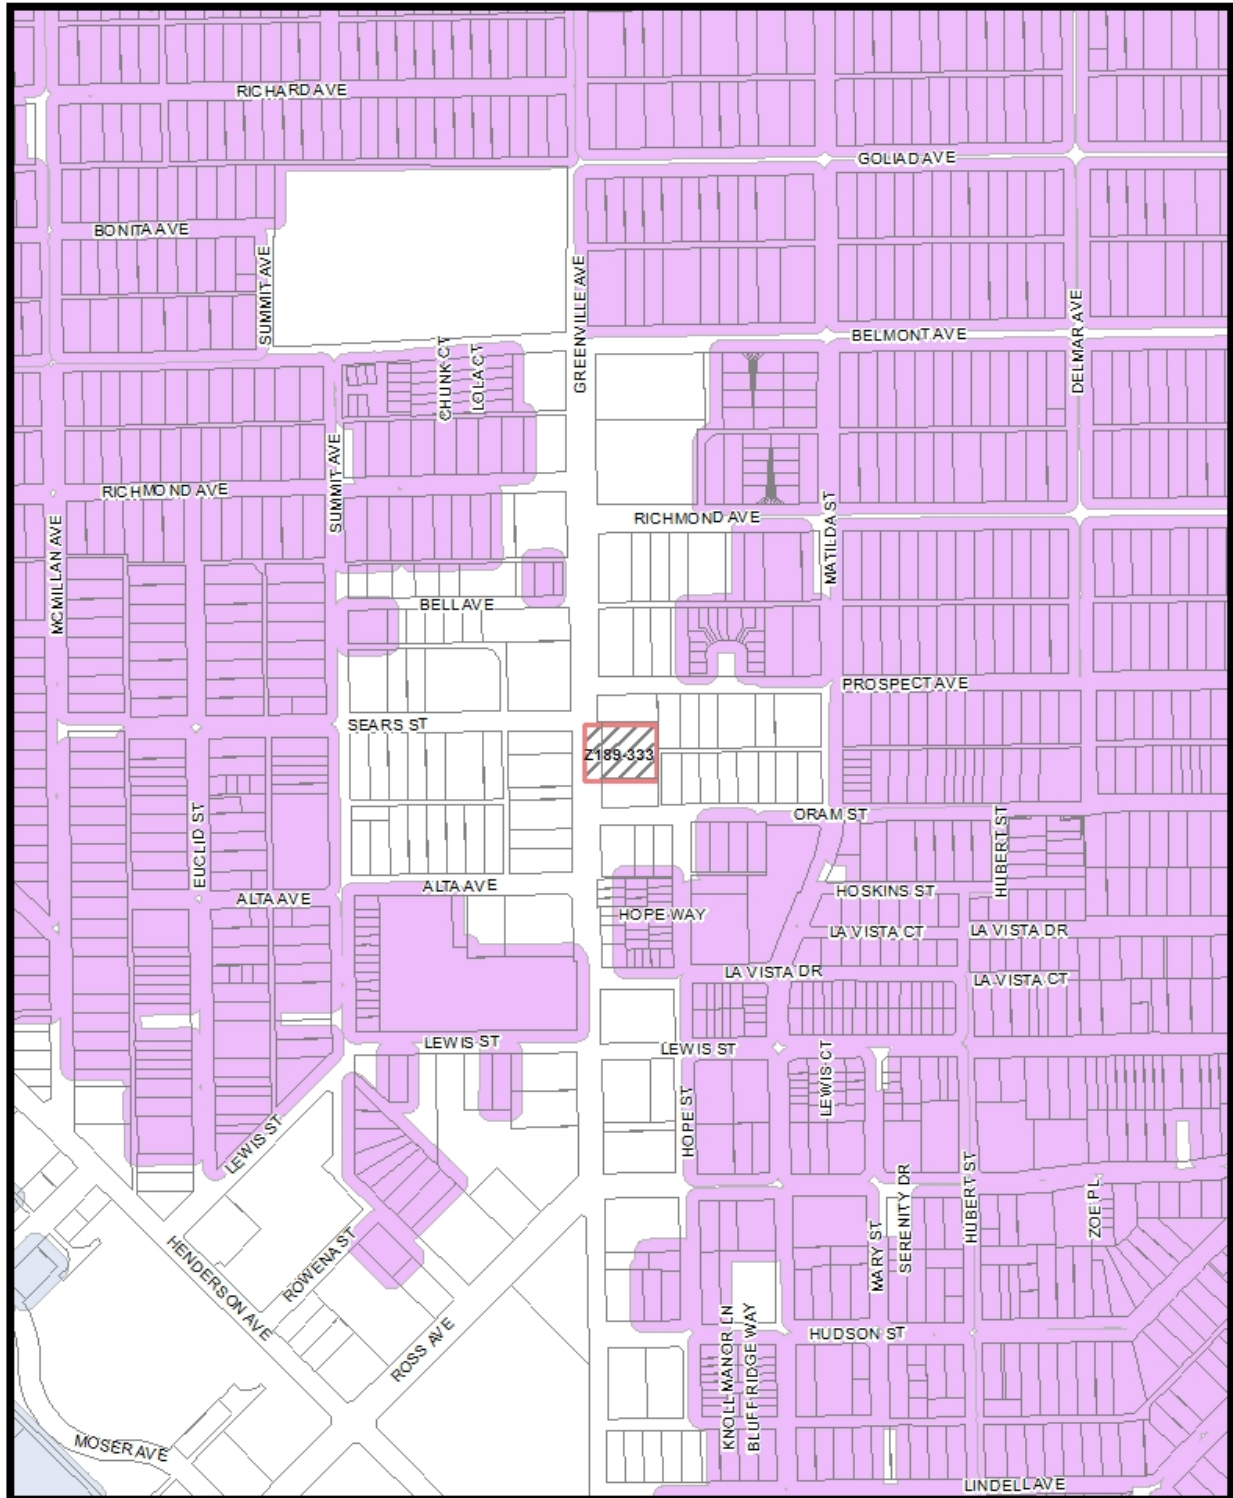 RICHARD AVE
GOLIAD AVE
BONITA AVE
SUMMIT AVE
GREENVILLE AVE
DELMAR AVE
BELMONT AVE
CHUNK CT
LOLA CT
SUMMIT AVE
RICHMOND AVE
RICHMOND AVE
MATILDA ST
MCMILLAN AVE
BELL AVE
PROSPECT AVE
SEARS ST
Z189-333
ORAM ST
EUCLID ST
HUBERT ST
ALTA AVE
ALTA AVE
HOSKINS ST
HOPE WAY
LA VISTA CT
LA VISTA DR
LA VISTA DR
LA VISTA CT
LEWIS ST
LEWIS ST
LEWIS CT
HOPE ST
LEWIS ST
HUBERT ST
SERENITY DR
ZOE PL
MARY ST
ROWENA ST
HENDERSON AVE
ROSS AVE
HUDSON ST
KNOLL MANOR LN
BLUFF RIDGE WAY
MOSER AVE
LINDELL AVE